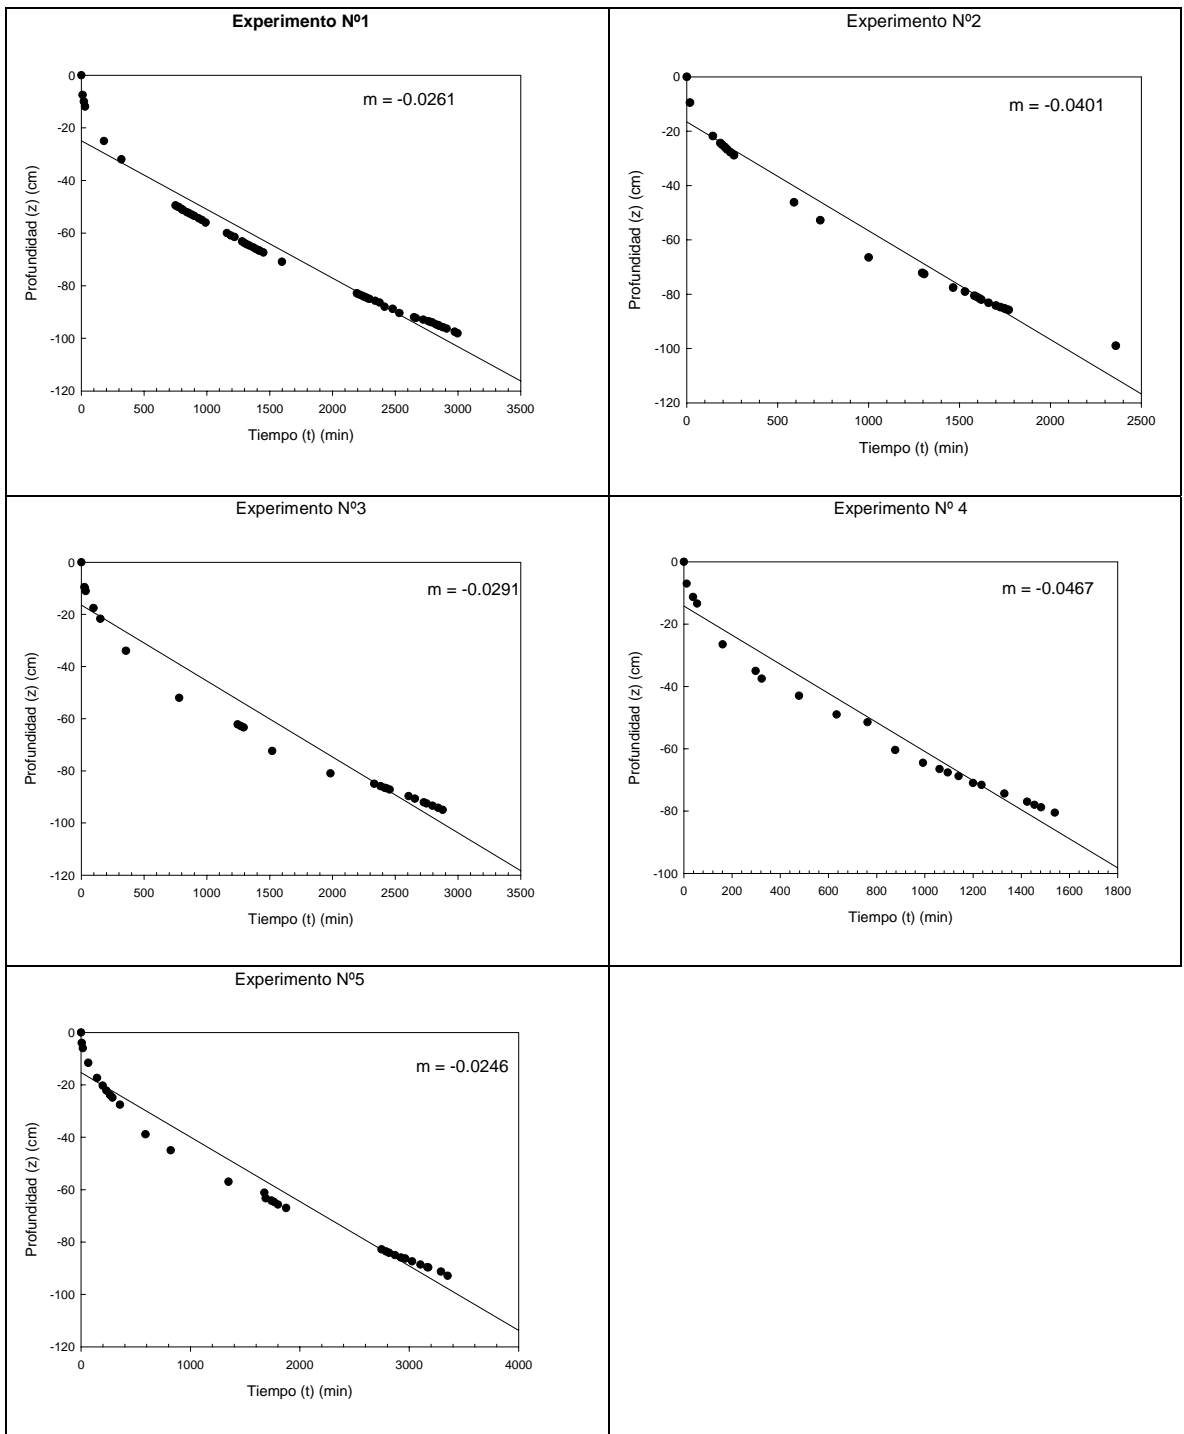 Experimento Nº1
m = -0.0261
Profundidad (z) (cm)
0
-20
-40
-60
-80
-100
-120
0 500 1000 1500 2000 2500 3000 3500
Tiempo (t) (min)
Experimento Nº2
m = -0.0401
Profundidad (z) (cm)
0
-20
-40
-60
-80
-100
-120
0 500 1000 1500 2000 2500
Tiempo (t) (min)
Experimento Nº3
m = -0.0291
Profundidad (z) (cm)
0
-20
-40
-60
-80
-100
-120
0 500 1000 1500 2000 2500 3000 3500
Tiempo (t) (min)
Experimento Nº 4
m = -0.0467
Profundidad (z) (cm)
0
-20
-40
-60
-80
-100
0 200 400 600 800 1000 1200 1400 1600 1800
Tiempo (t) (min)
Experimento Nº5
m = -0.0246
Profundidad (z) (cm)
0
-20
-40
-60
-80
-100
-120
0 1000 2000 3000 4000
Tiempo (t) (min)